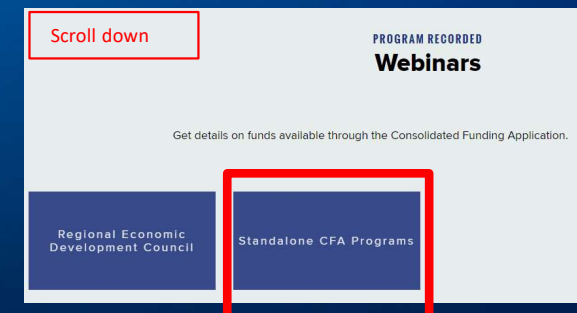 Scroll down
PROGRAM RECORDED
Webinars
Get details on funds available through the Consolidated Funding Application.
Regional Economic
Development Council
Standalone CFA Programs